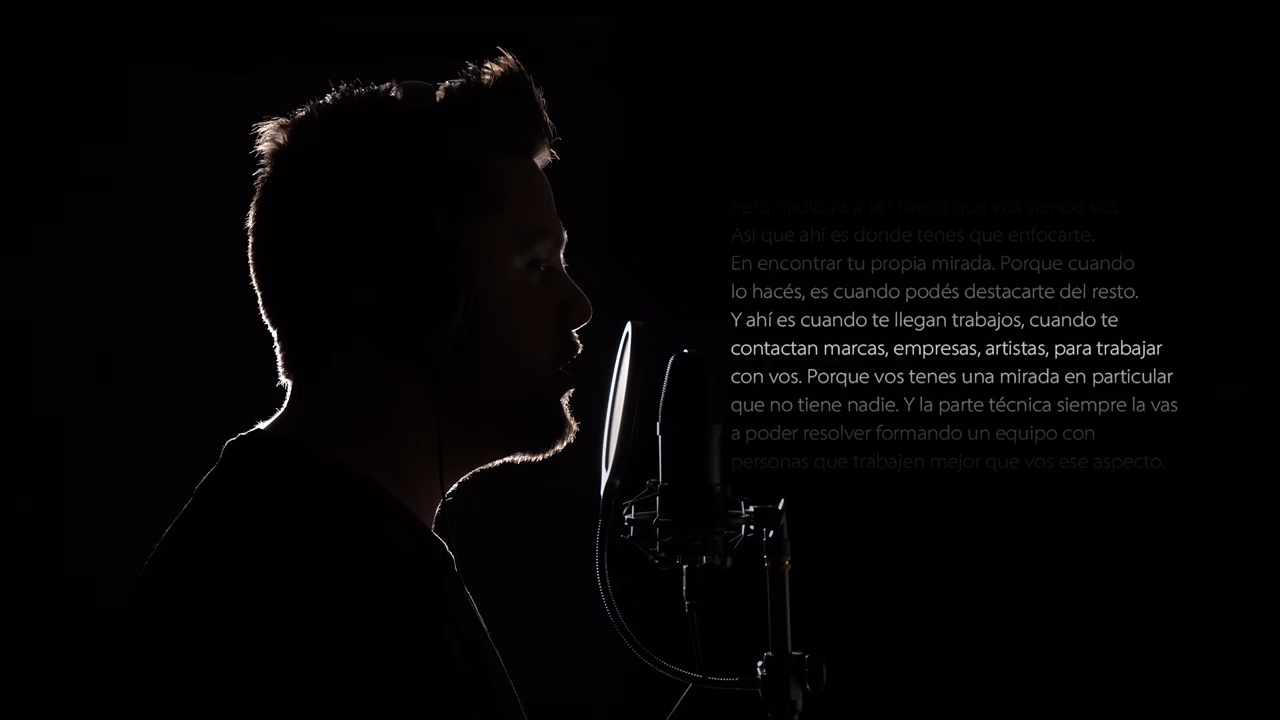 Pero nadie va a ser mejor que vos siendo vos.
Así que ahí es donde tenes que enfocarte.
En encontrar tu propia mirada. Porque cuando
lo hacés, es cuando podés destacarte del resto.
Y ahí es cuando te llegan trabajos, cuando te
contactan marcas, empresas, artistas, para trabajar
con vos. Porque vos tenes una mirada en particular
que no tiene nadie. Y la parte técnica siempre la vas
a poder resolver formando un equipo con
personas que trabajen mejor que vos ese aspecto.